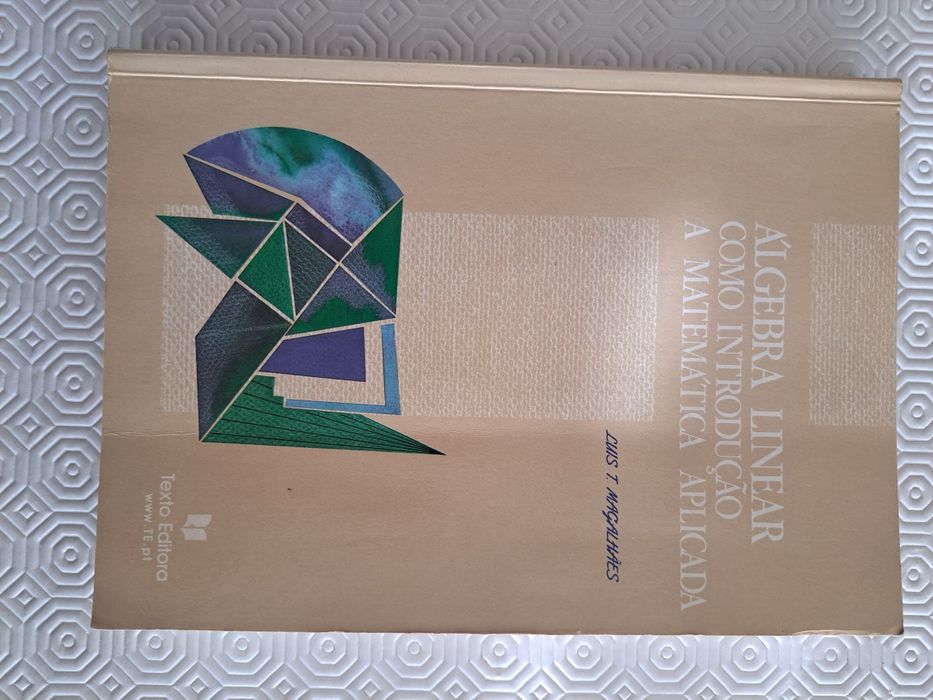 ÁLGEBRA LINEAR
COMO INTRODUÇÃO
A MATEMÁTICA APLICADA
LUIS T. MAGALHÃES
Texto Editora
www.TE.pt